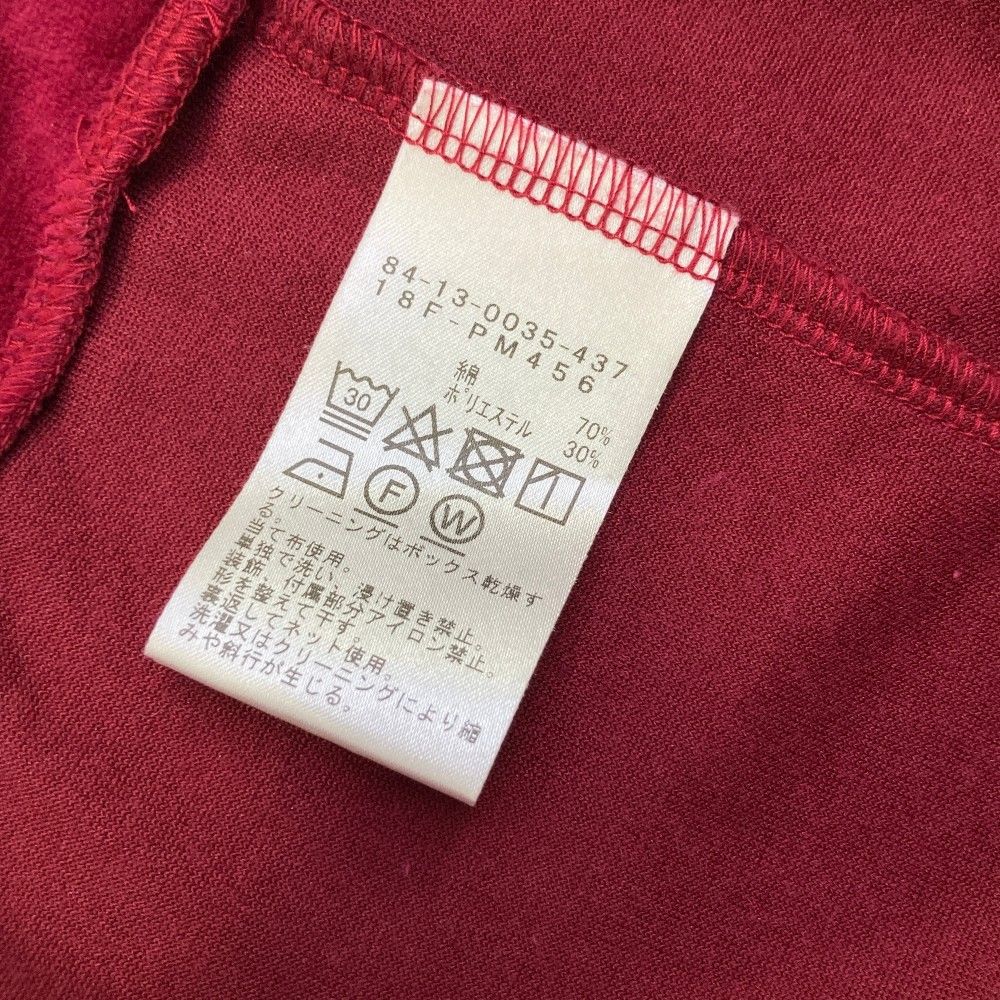 84-13-0035-437
18F-PM456
綿 70%
ポリエステル 30%
30
F W
クリーニングはボックス乾燥す
る。
当て布使用。
単独で洗い、浸け置き禁止。
装飾、付属部分アイロン禁止。
形を整えて干す。
裏返してネット使用。
洗濯又はクリーニングにより縮
みや斜行が生じる。